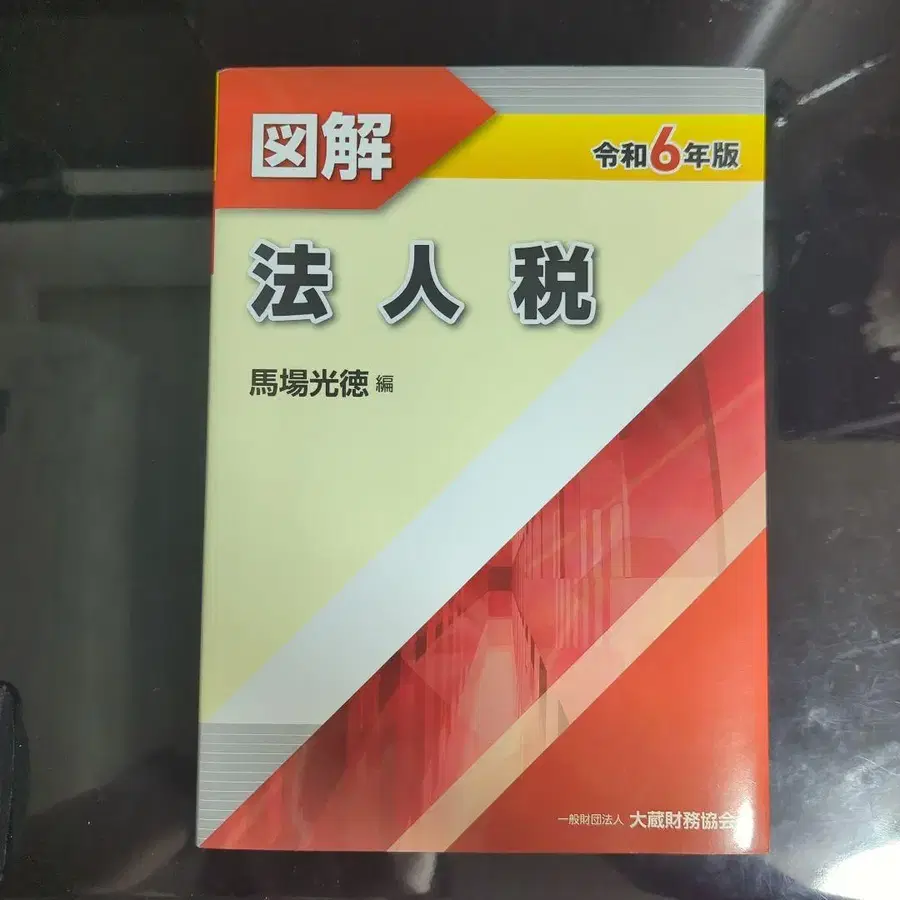 図解
令和6年版
法人税
馬場光徳 編
一般財団法人 大蔵財務協会